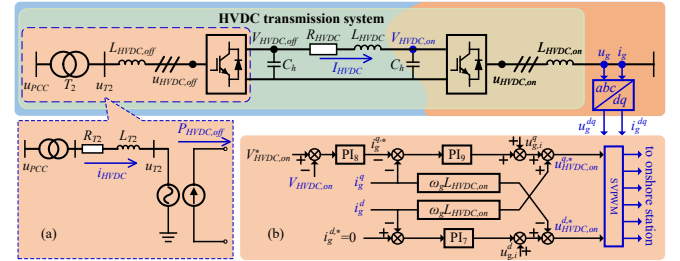 HVDC transmission system
u_PCC
T_2
u_T2
L_HVDC,off
u_HVDC,off
V_HVDC,off
C_h
R_HVDC
L_HVDC
I_HVDC
V_HVDC,on
C_h
u_HVDC,on
L_HVDC,on
u_g
i_g
abc
dq
u_g^dq
i_g^dq
u_PCC
R_T2
L_T2
i_HVDC
u_T2
P_HVDC,off
(a)
V*_HVDC,on
+
−
V_HVDC,on
PI_8
i_g^q,*
+
−
PI_9
+
u_g,i^q
+
+
u_HVDC,on^q,*
i_g^q
ω_g L_HVDC,on
i_g^d
ω_g L_HVDC,on
i_g^d,*=0
−
+
PI_7
u_g,i^d
+
+
−
+
u_HVDC,on^d,*
SVPWM
to onshore station
(b)